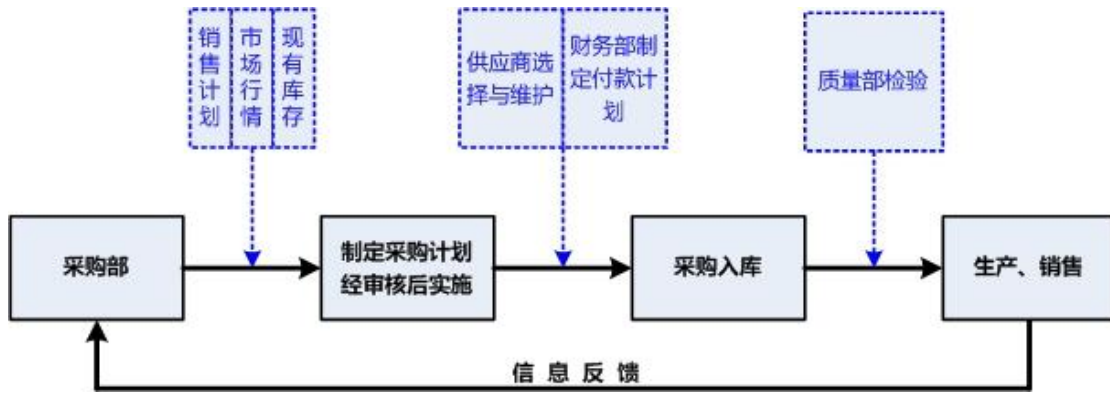 销售计划
市场行情
现有库存
供应商选
择与维护
财务部制
定付款计
划
质量部检验
采购部
制定采购计划
经审核后实施
采购入库
生产、销售
信息反馈